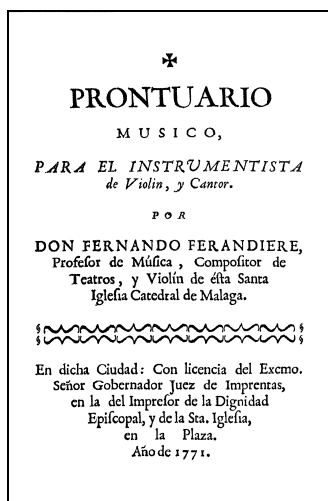 ✠
PRONTUARIO
MUSICO,
PARA EL INSTRUMENTISTA
de Violin, y Cantor.
POR
DON FERNANDO FERANDIERE,
Profeſor de Múſica, Compoſitor de
Teatros, y Violín de éſta Santa
Igleſia Catedral de Malaga.
En dicha Ciudad: Con licencia del Excmo.
Señor Gobernador Juez de Imprentas,
en la del Impreſor de la Dignidad
Epiſcopal, y de la Sta. Igleſia,
en la Plaza.
Año de 1771.